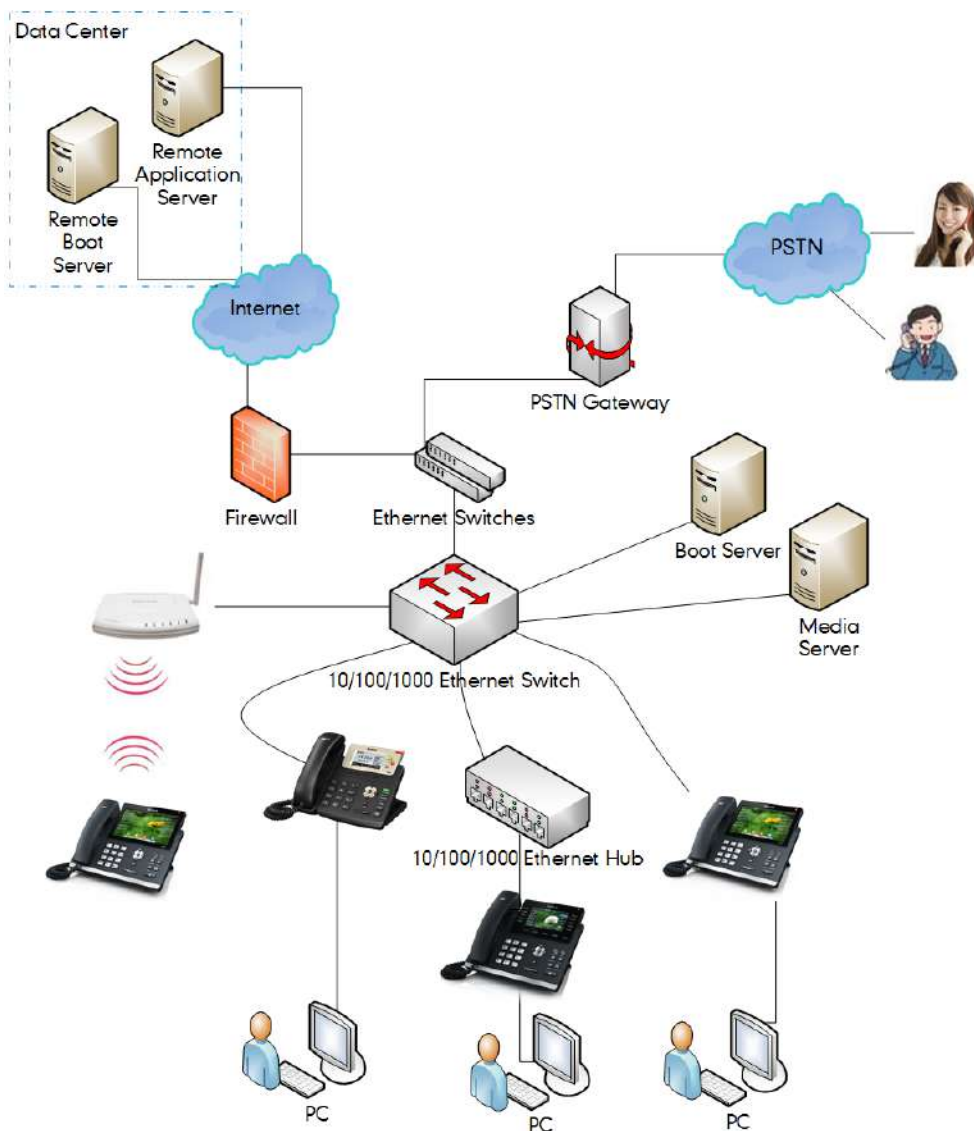 Data Center
Remote
Application
Server
Remote
Boot
Server
Internet
PSTN
PSTN Gateway
Firewall
Ethernet Switches
Boot Server
Media
Server
10/100/1000 Ethernet Switch
10/100/1000 Ethernet Hub
PC
PC
PC